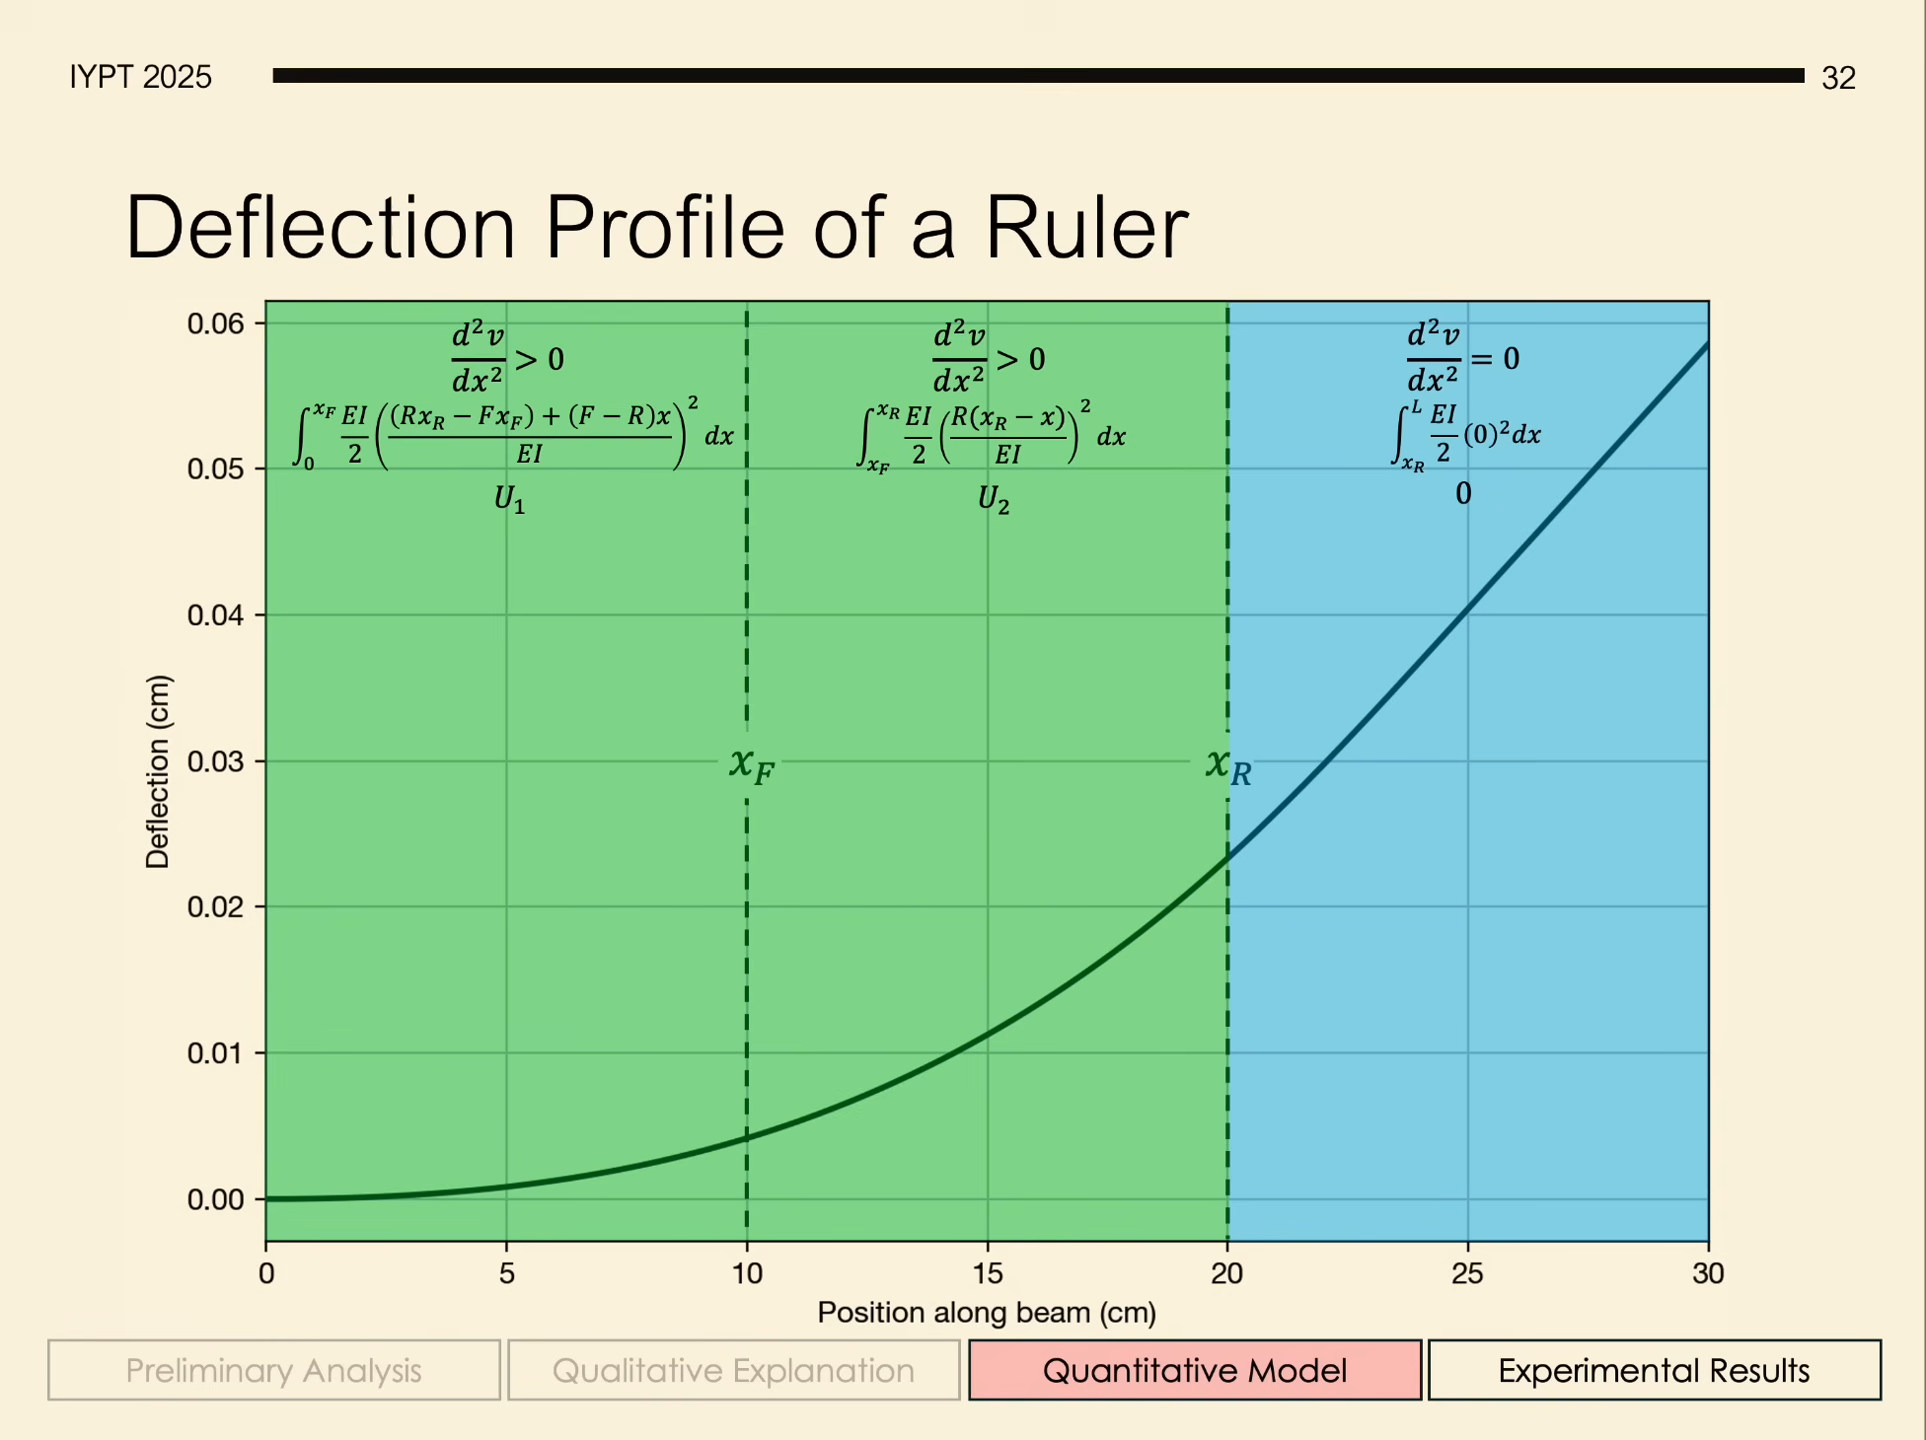 IYPT 2025
32
Deflection Profile of a Ruler
d²v/dx² > 0
d²v/dx² > 0
d²v/dx² = 0
∫₀^{x_F} EI/2 (((Rx_R − Fx_F) + (F − R)x)/EI)² dx
∫_{x_F}^{x_R} EI/2 (R(x_R − x)/EI)² dx
∫_{x_R}^{L} EI/2 (0)² dx
U₁
U₂
0
0.06
0.05
0.04
0.03
0.02
0.01
0.00
Deflection (cm)
x_F
x_R
0 5 10 15 20 25 30
Position along beam (cm)
Preliminary Analysis
Qualitative Explanation
Quantitative Model
Experimental Results